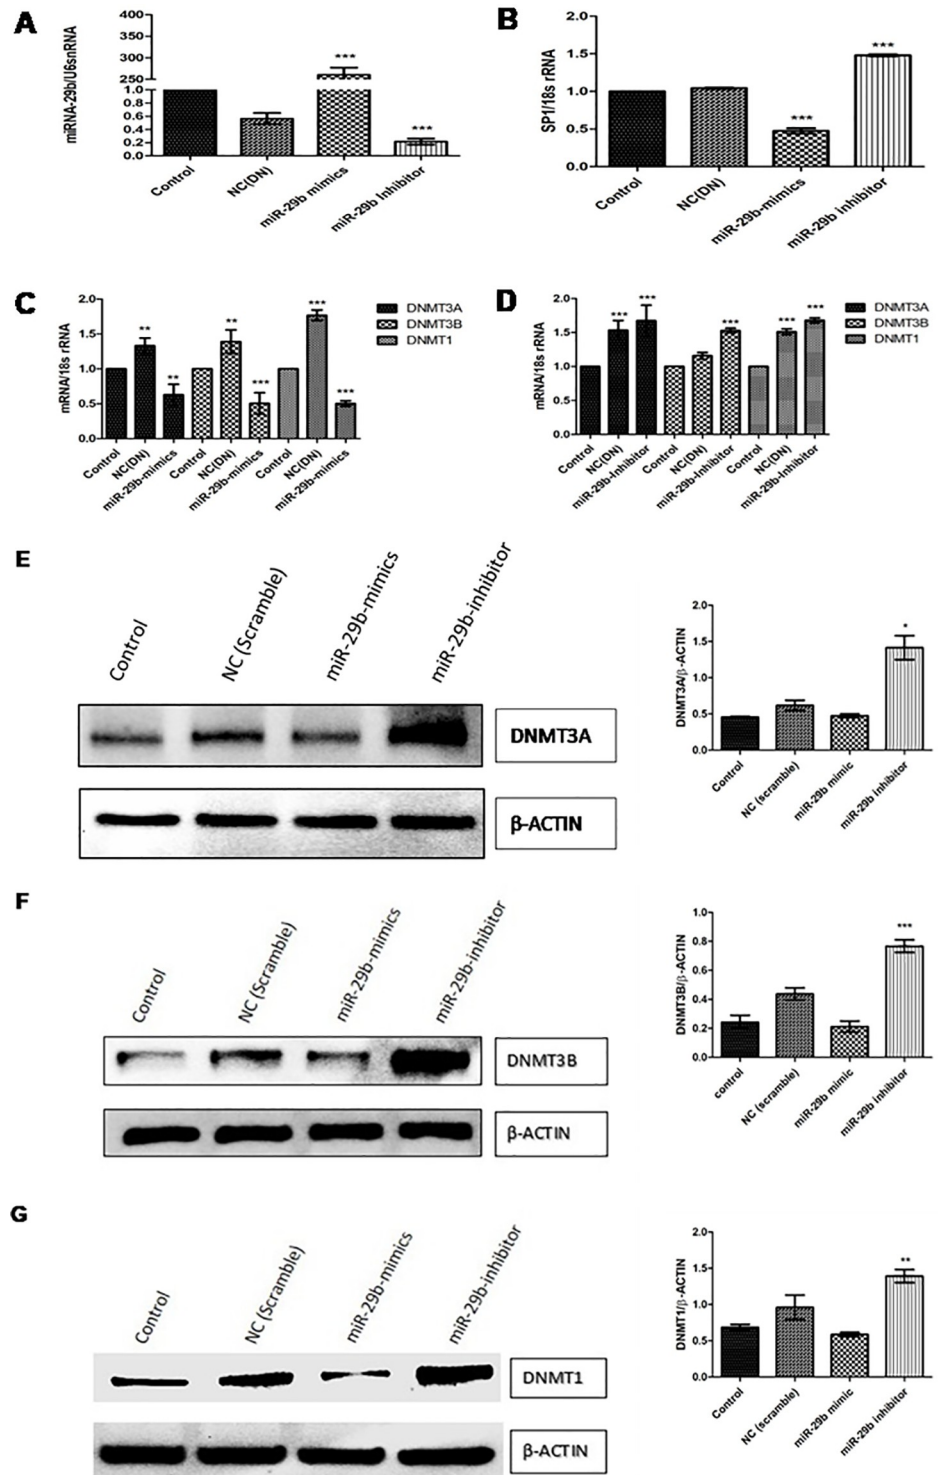 A
miRNA-29b/U6snRNA
400
350
300
250
1.0
0.8
0.6
0.4
0.2
0.0
***
***
Control
NC(DN)
miR-29b mimics
miR-29b Inhibitor
B
SP1/18s rRNA
2.0
1.5
1.0
0.5
0.0
***
***
Control
NC(DN)
miR-29b-mimics
miR-29b inhibitor
C
mRNA/18s rRNA
2.0
1.5
1.0
0.5
0.0
**
**
**
***
***
***
Control
NC(DN)
miR-29b-mimics
Control
NC(DN)
miR-29b-mimics
Control
NC(DN)
miR-29b-mimics
DNMT3A
DNMT3B
DNMT1
D
mRNA/18s rRNA
2.0
1.5
1.0
0.5
0.0
***
***
***
***
***
Control
NC(DN)
miR-29b-Inhibitor
Control
NC(DN)
miR-29b-Inhibitor
Control
NC(DN)
miR-29b-Inhibitor
DNMT3A
DNMT3B
DNMT1
E
Control
NC (Scramble)
miR-29b-mimics
miR-29b-inhibitor
DNMT3A
β-ACTIN
DNMT3A/β-ACTIN
2.0
1.5
1.0
0.5
0.0
*
Control
NC (scramble)
miR-29b mimic
miR-29b inhibitor
F
Control
NC (Scramble)
miR-29b-mimics
miR-29b-inhibitor
DNMT3B
β-ACTIN
DNMT3B/β-ACTIN
1.0
0.8
0.6
0.4
0.2
0.0
***
control
NC (scramble)
miR-29b mimic
miR-29b inhibitor
G
Control
NC (Scramble)
miR-29b-mimics
miR-29b-inhibitor
DNMT1
β-ACTIN
DNMT1/β-ACTIN
2.0
1.5
1.0
0.5
0.0
**
Control
NC (scramble)
miR-29b mimic
miR-29b inhibitor